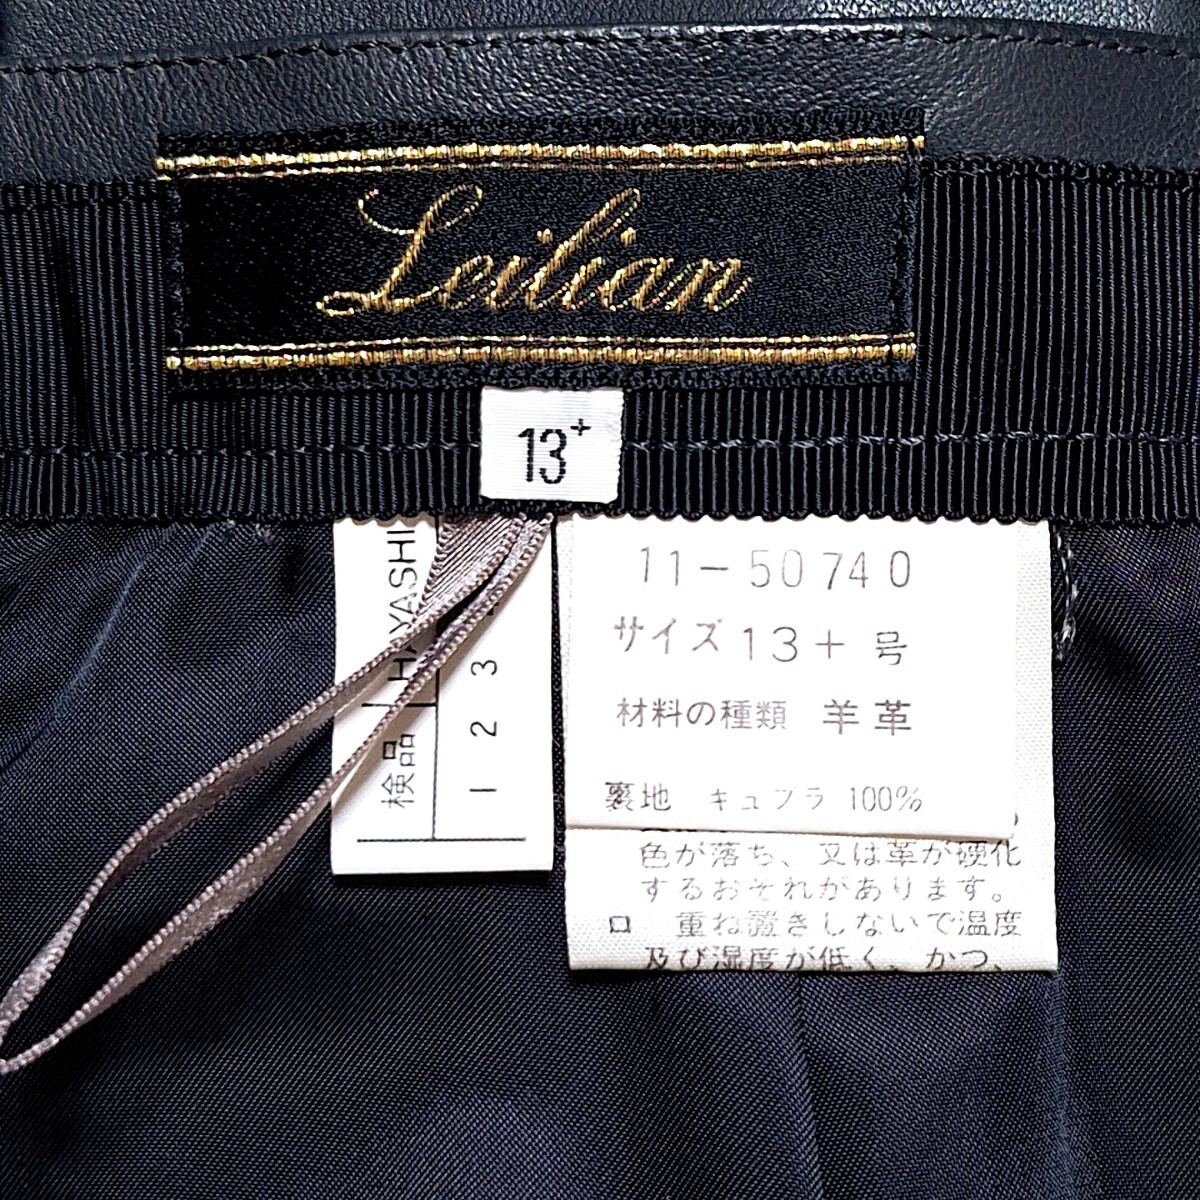 Leilian
13+
11-50740
サイズ 13+ 号
材料の種類 羊革
裏地 キュプラ 100%
色が落ち、又は革が硬化
するおそれがあります。
ロ 重ね置きしないで温度
及び湿度が低く、かつ、
検品 HAYASHI
1 2 3